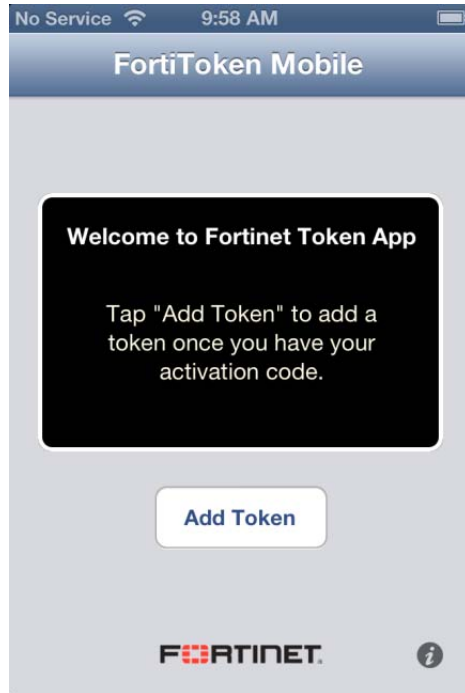 No Service 9:58 AM
FortiToken Mobile
Welcome to Fortinet Token App
Tap "Add Token" to add a
token once you have your
activation code.
Add Token
FORTINET.
i